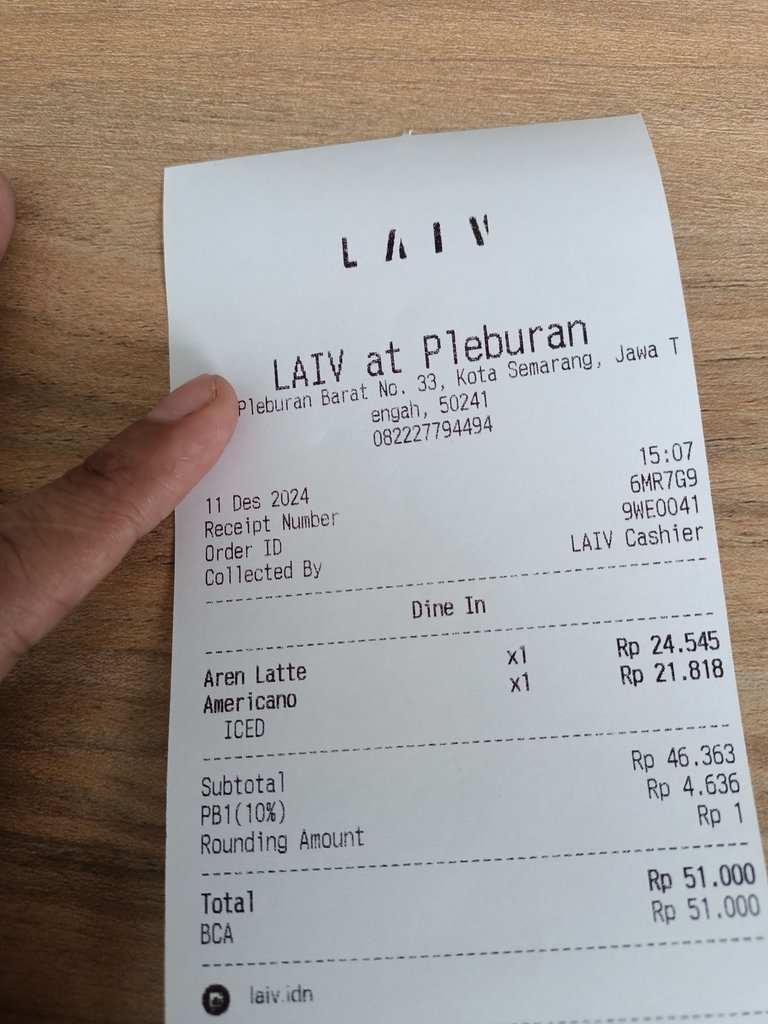 LAIV
LAIV at Pleburan
Pleburan Barat No. 33, Kota Semarang, Jawa T
engah, 50241
082227794494
11 Des 2024 15:07
Receipt Number 6MR7G9
Order ID 9WE0041
Collected By LAIV Cashier
Dine In
Aren Latte x1 Rp 24.545
Americano x1 Rp 21.818
ICED
Subtotal Rp 46.363
PB1(10%) Rp 4.636
Rounding Amount Rp 1
Total Rp 51.000
BCA Rp 51.000
laiv.idn